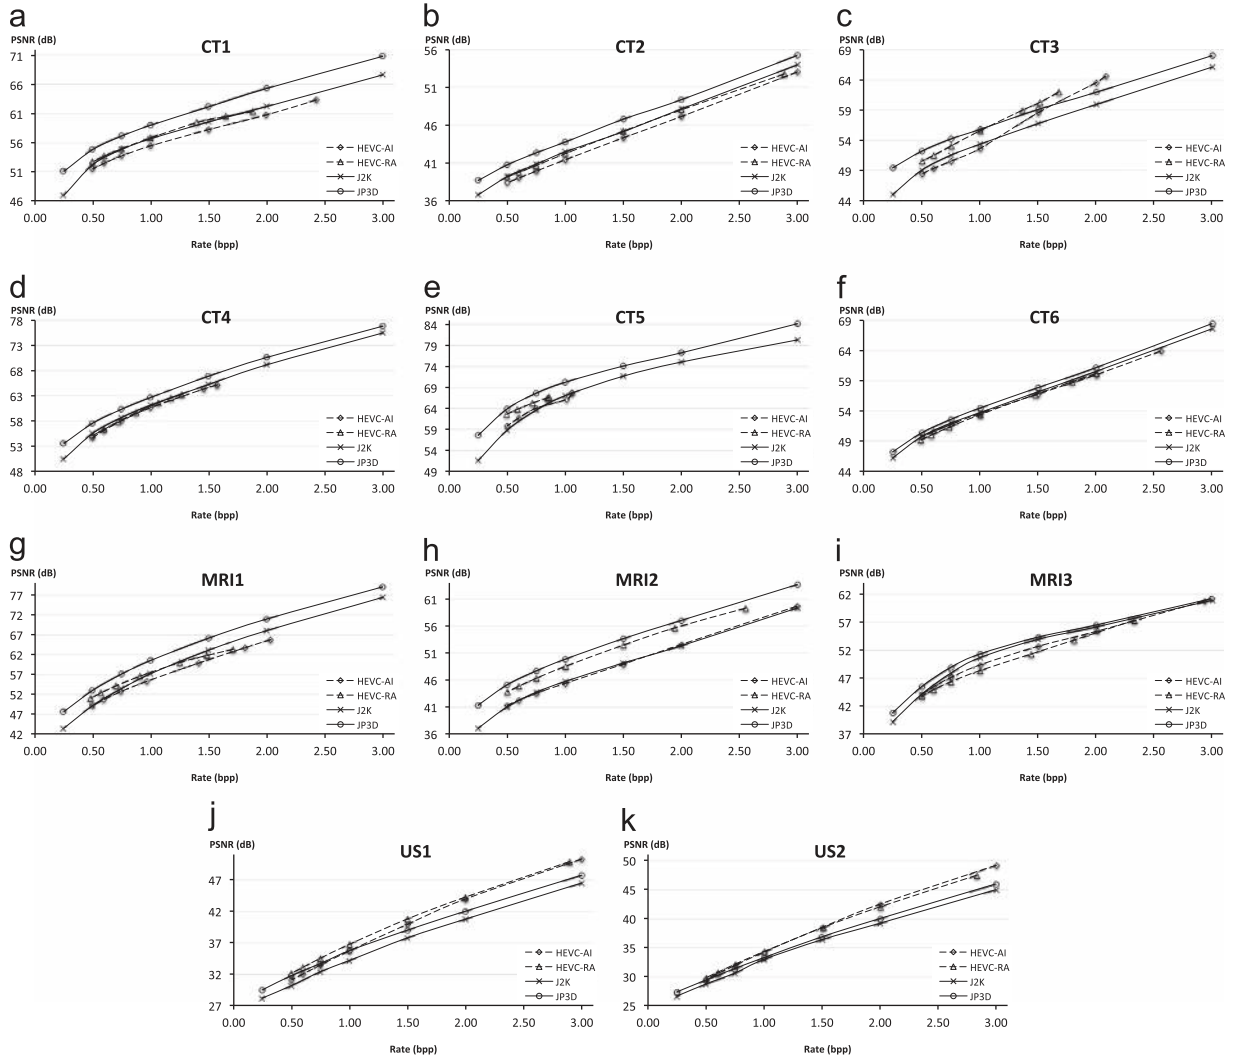 a
PSNR (dB)
CT1
71
66
61
56
51
46
0.00 0.50 1.00 1.50 2.00 2.50 3.00
Rate (bpp)
HEVC-AI
HEVC-RA
J2K
JP3D
b
PSNR (dB)
CT2
56
51
46
41
36
0.00 0.50 1.00 1.50 2.00 2.50 3.00
Rate (bpp)
HEVC-AI
HEVC-RA
J2K
JP3D
c
PSNR (dB)
CT3
69
64
59
54
49
44
0.00 0.50 1.00 1.50 2.00 2.50 3.00
Rate (bpp)
HEVC-AI
HEVC-RA
J2K
JP3D
d
PSNR (dB)
CT4
78
73
68
63
58
53
48
0.00 0.50 1.00 1.50 2.00 2.50 3.00
Rate (bpp)
HEVC-AI
HEVC-RA
J2K
JP3D
e
PSNR (dB)
CT5
84
79
74
69
64
59
54
49
0.00 0.50 1.00 1.50 2.00 2.50 3.00
Rate (bpp)
HEVC-AI
HEVC-RA
J2K
JP3D
f
PSNR (dB)
CT6
69
64
59
54
49
44
0.00 0.50 1.00 1.50 2.00 2.50 3.00
Rate (bpp)
HEVC-AI
HEVC-RA
J2K
JP3D
g
PSNR (dB)
MRI1
77
72
67
62
57
52
47
42
0.00 0.50 1.00 1.50 2.00 2.50 3.00
Rate (bpp)
HEVC-AI
HEVC-RA
J2K
JP3D
h
PSNR (dB)
MRI2
61
56
51
46
41
36
0.00 0.50 1.00 1.50 2.00 2.50 3.00
Rate (bpp)
HEVC-AI
HEVC-RA
J2K
JP3D
i
PSNR (dB)
MRI3
62
57
52
47
42
37
0.00 0.50 1.00 1.50 2.00 2.50 3.00
Rate (bpp)
HEVC-AI
HEVC-RA
J2K
JP3D
j
PSNR (dB)
US1
47
42
37
32
27
0.00 0.50 1.00 1.50 2.00 2.50 3.00
Rate (bpp)
HEVC-AI
HEVC-RA
J2K
JP3D
k
PSNR (dB)
US2
50
45
40
35
30
25
0.00 0.50 1.00 1.50 2.00 2.50 3.00
Rate (bpp)
HEVC-AI
HEVC-RA
J2K
JP3D